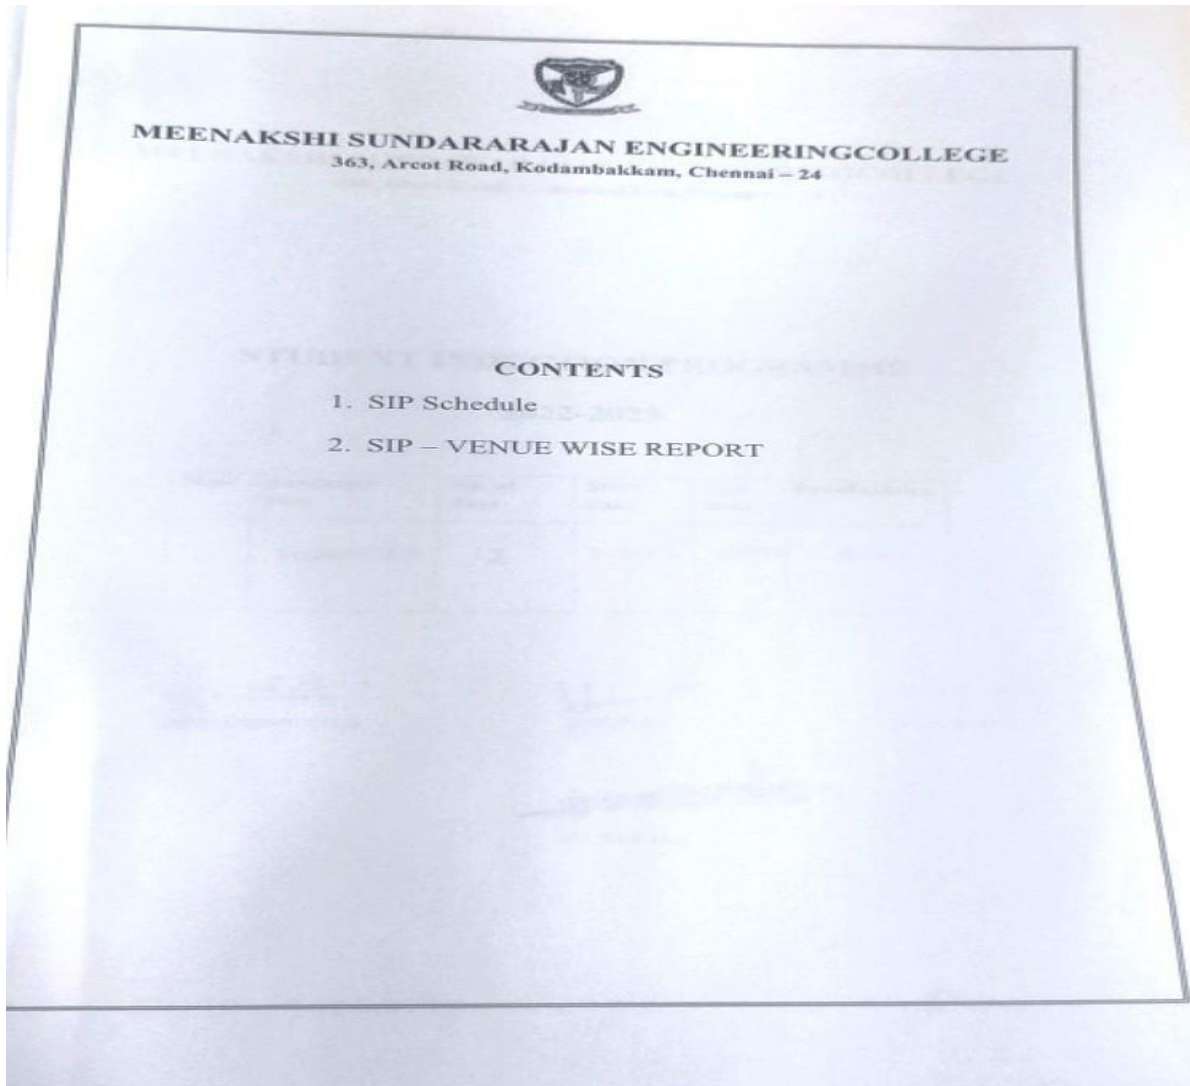 MEENAKSHI SUNDARARAJAN ENGINEERINGCOLLEGE
363, Arcot Road, Kodambakkam, Chennai – 24
CONTENTS
1. SIP Schedule
2. SIP – VENUE WISE REPORT